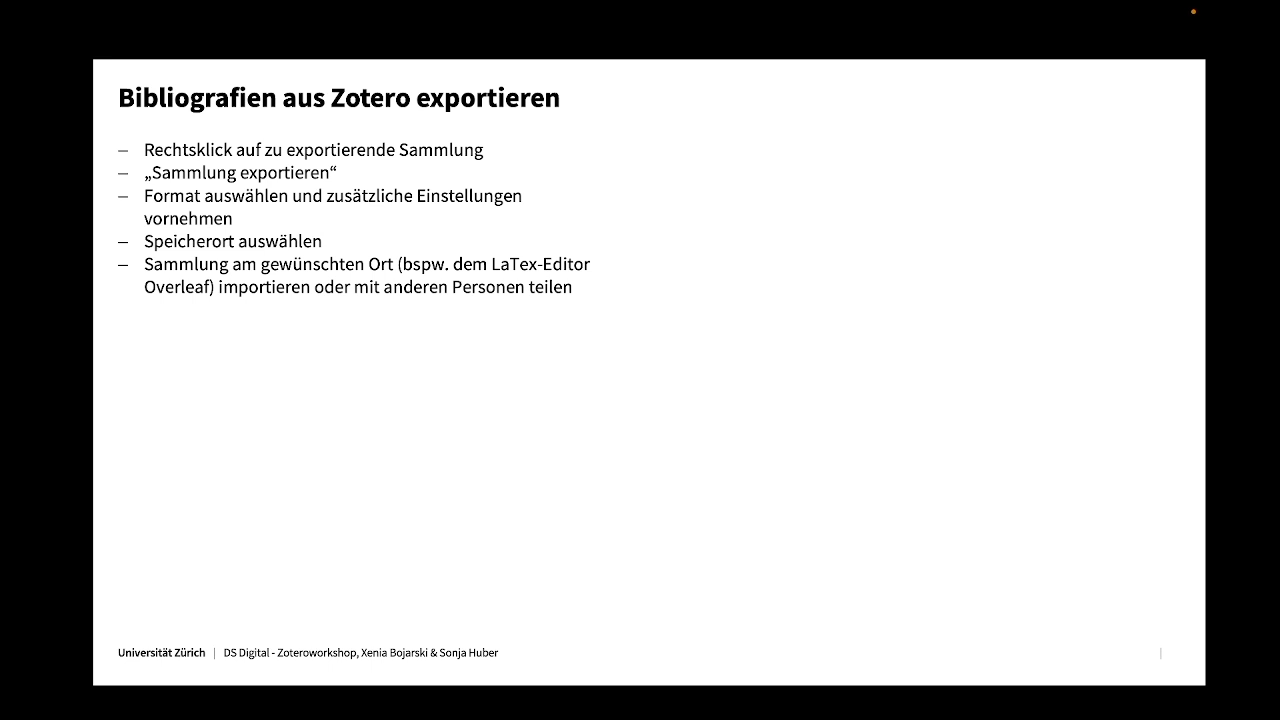 Bibliografien aus Zotero exportieren
– Rechtsklick auf zu exportierende Sammlung
– „Sammlung exportieren“
– Format auswählen und zusätzliche Einstellungen
vornehmen
– Speicherort auswählen
– Sammlung am gewünschten Ort (bspw. dem LaTex-Editor
Overleaf) importieren oder mit anderen Personen teilen
Universität Zürich | DS Digital - Zoteroworkshop, Xenia Bojarski & Sonja Huber |